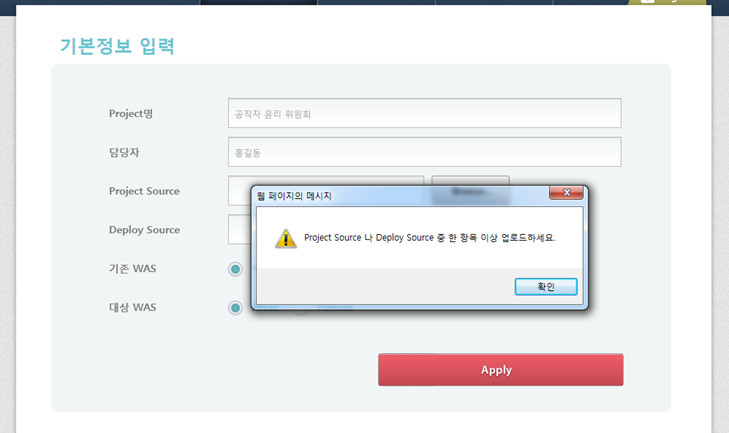 기본정보 입력
Project명
공직자 윤리 위원회
담당자
홍길동
Project Source
Browse...
웹 페이지의 메시지
Project Source 나 Deploy Source 중 한 항목 이상 업로드하세요.
Deploy Source
기존 WAS
확인
대상 WAS
Apply